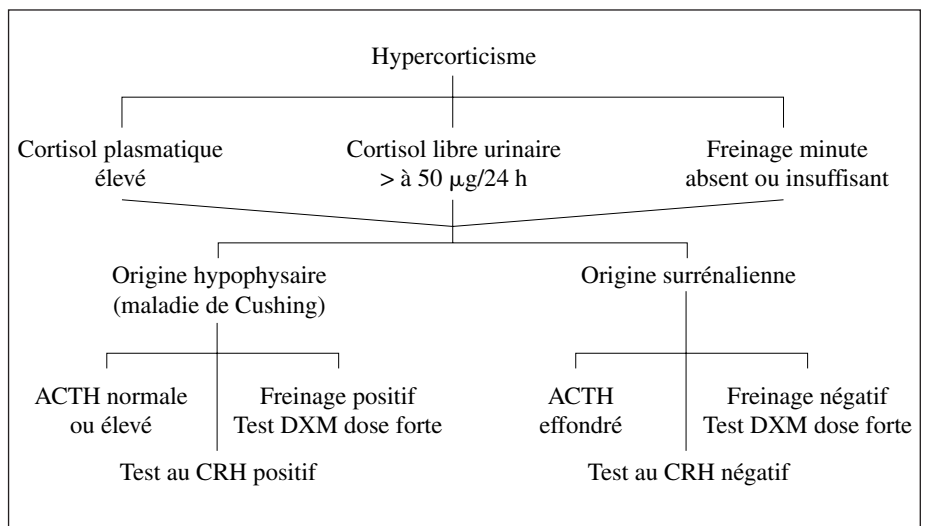 Hypercorticisme
Cortisol plasmatique
élevé
Cortisol libre urinaire
> à 50 μg/24 h
Freinage minute
absent ou insuffisant
Origine hypophysaire
(maladie de Cushing)
Origine surrénalienne
ACTH normale
ou élevé
Freinage positif
Test DXM dose forte
Test au CRH positif
ACTH
effondré
Freinage négatif
Test DXM dose forte
Test au CRH négatif